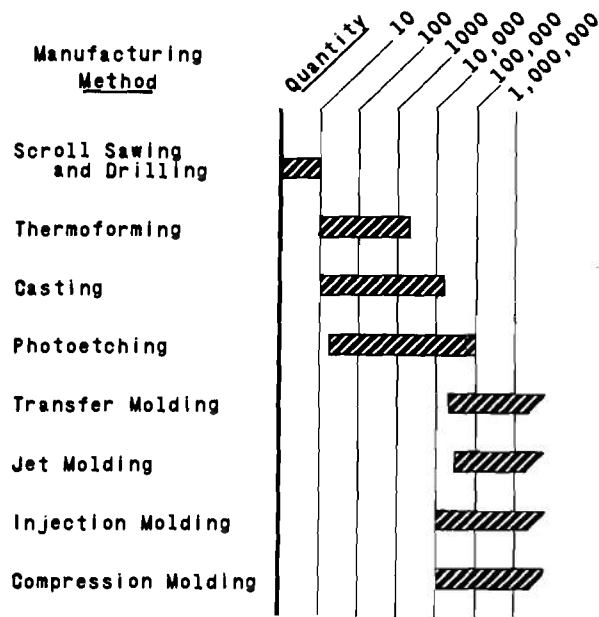 Manufacturing
Method
Quantity
10
100
1000
10,000
100,000
1,000,000
Scroll Sawing
and Drilling
Thermoforming
Casting
Photoetching
Transfer Molding
Jet Molding
Injection Molding
Compression Molding